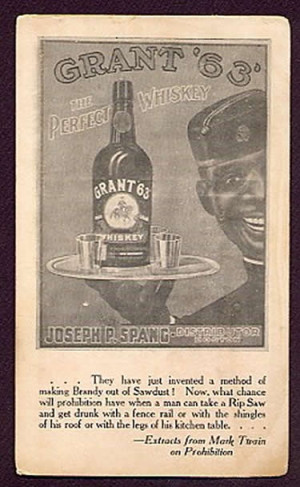 GRANT '63'
THE
PERFECT WHISKEY
GRANT '63'
WHISKEY
JOSEPH P. SPANG - DISTRIBUTOR
BOSTON
. . . . They have just invented a method of
making Brandy out of Sawdust! Now, what chance
will prohibition have when a man can take a Rip Saw
and get drunk with a fence rail or with the shingles
of his roof or with the legs of his kitchen table. . . . .
—Extracts from Mark Twain
on Prohibition